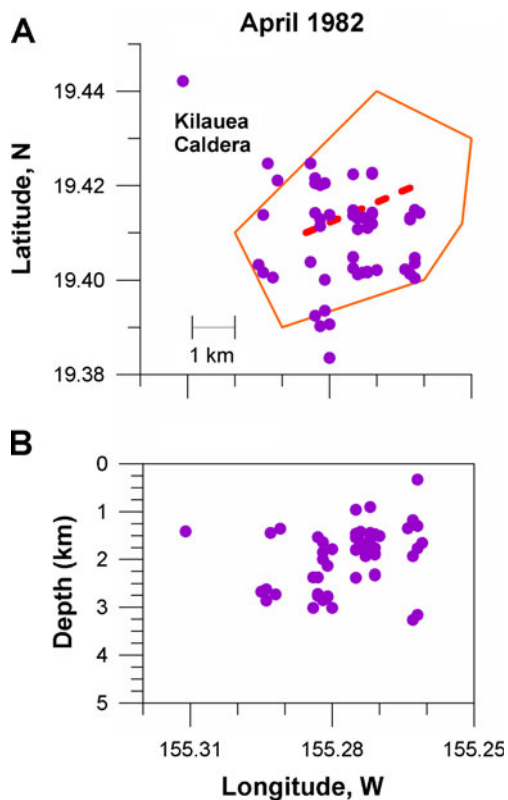 A
April 1982
19.44
Kilauea
Caldera
19.42
Latitude, N
19.40
1 km
19.38
B
0
1
2
Depth (km)
3
4
5
155.31
155.28
155.25
Longitude, W